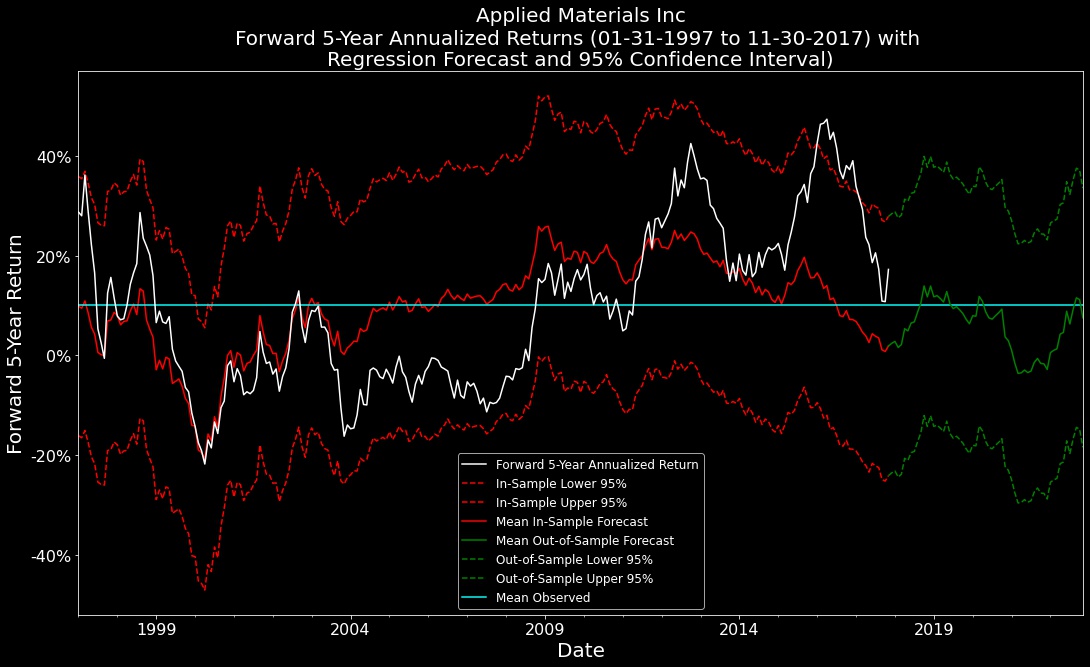 Applied Materials Inc
Forward 5-Year Annualized Returns (01-31-1997 to 11-30-2017) with
Regression Forecast and 95% Confidence Interval)
Forward 5-Year Return
40%
20%
0%
-20%
-40%
Forward 5-Year Annualized Return
In-Sample Lower 95%
In-Sample Upper 95%
Mean In-Sample Forecast
Mean Out-of-Sample Forecast
Out-of-Sample Lower 95%
Out-of-Sample Upper 95%
Mean Observed
1999 2004 2009 2014 2019
Date